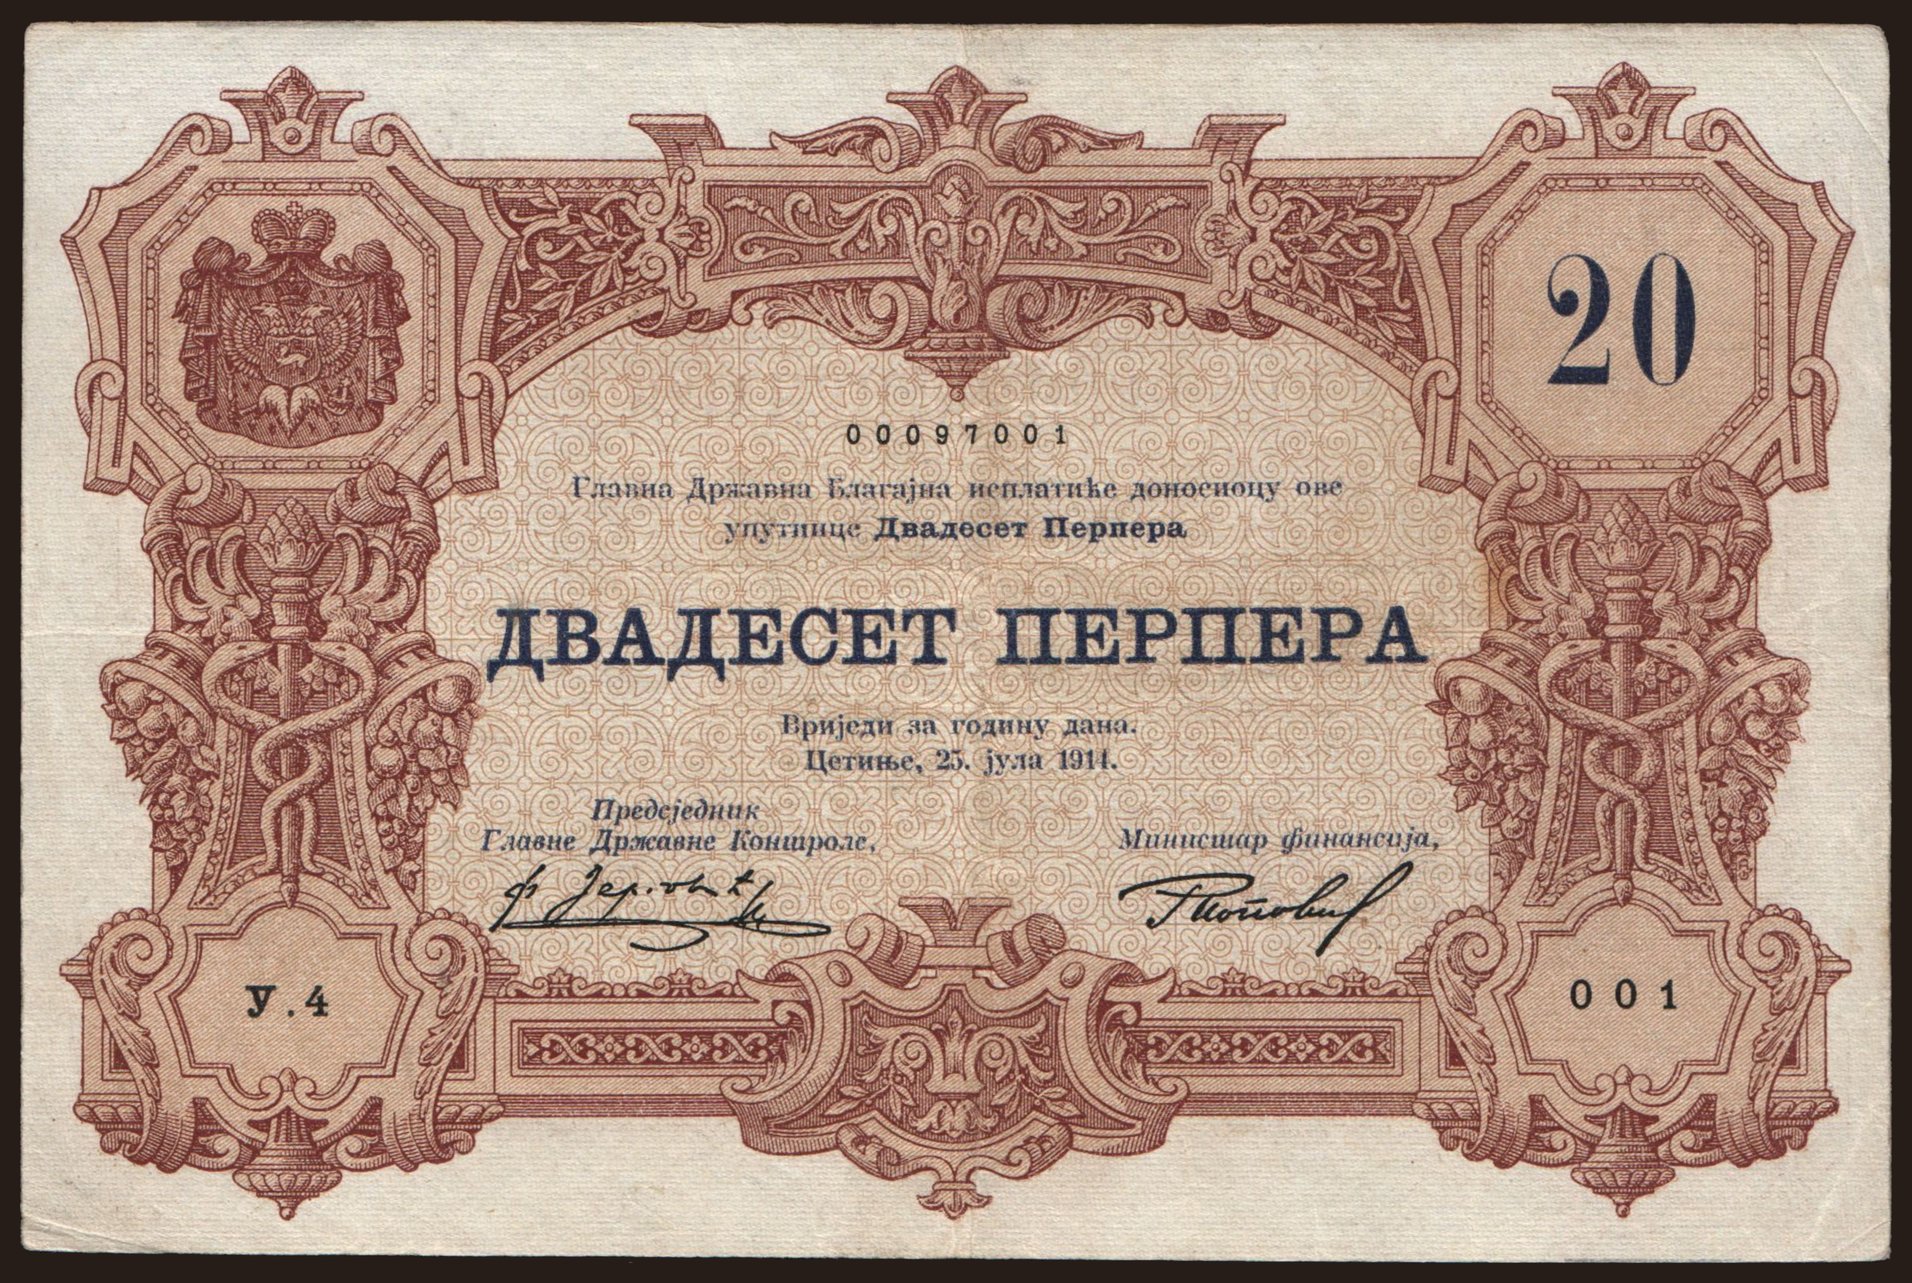 20
00097001
Главна Државна Благајна исплатиће доносиоцу ове
упутнице Двадесет Перпера
ДВАДЕСЕТ ПЕРПЕРА
Вриједи за годину дана.
Цетиње, 25. јула 1914.
Предсједник
Главне Државне Контроле,
Министар финансија,
У.4
001